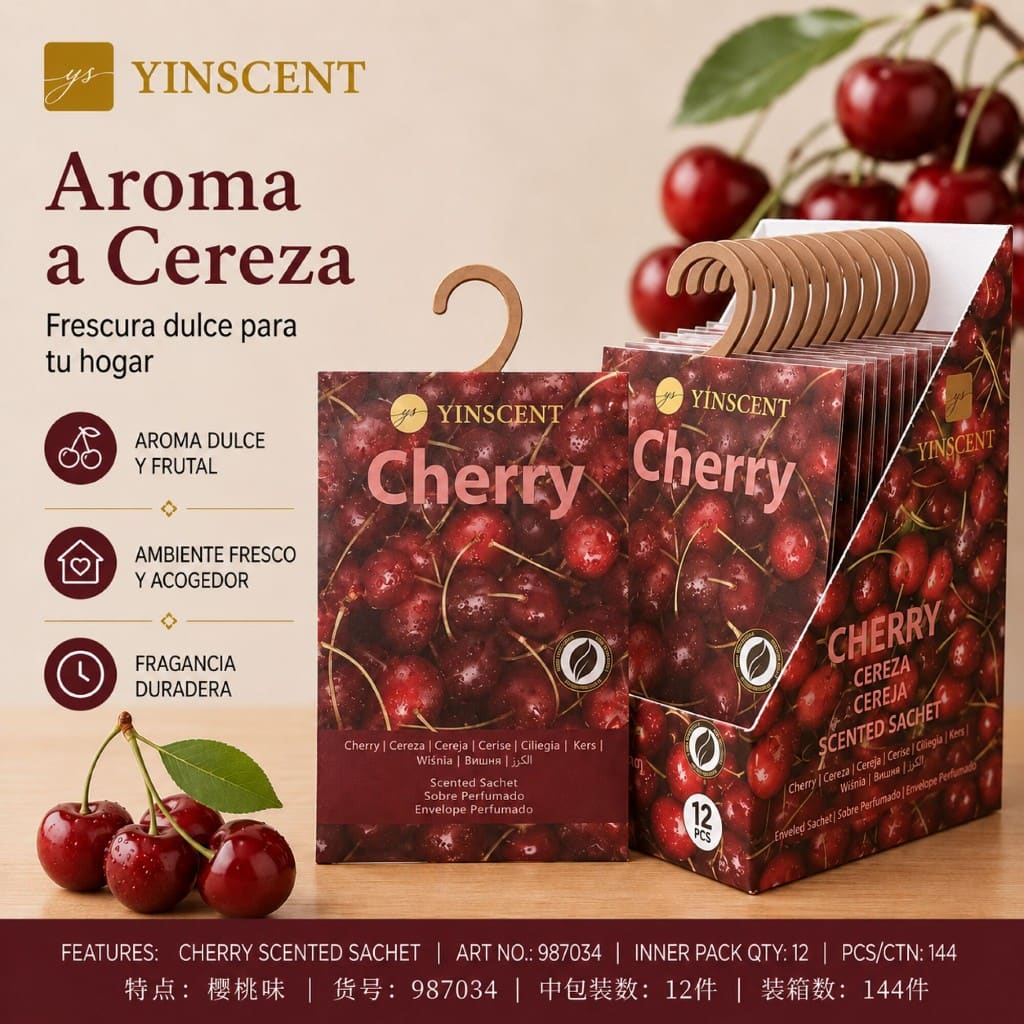 ys YINSCENT
Aroma
a Cereza
Frescura dulce para
tu hogar
AROMA DULCE
Y FRUTAL
AMBIENTE FRESCO
Y ACOGEDOR
FRAGANCIA
DURADERA
ys YINSCENT
Cherry
Cherry | Cereza | Cereja | Cerise | Ciliegia | Kers |
Wiśnia | Вишня | الكرز
Scented Sachet
Sobre Perfumado
Envelope Perfumado
ys YINSCENT
Cherry
ys
YINSCENT
CHERRY
CEREZA
CEREJA
SCENTED SACHET
Cherry | Cereza | Cereja | Cerise | Ciliegia | Kers |
Wiśnia | Вишня | الكرز
Enveled Sachet | Sobre Perfumado | Envelope Perfumado
12
PCS
FEATURES: CHERRY SCENTED SACHET | ART NO.: 987034 | INNER PACK QTY: 12 | PCS/CTN: 144
特点：樱桃味 | 货号：987034 | 中包装数：12件 | 装箱数：144件